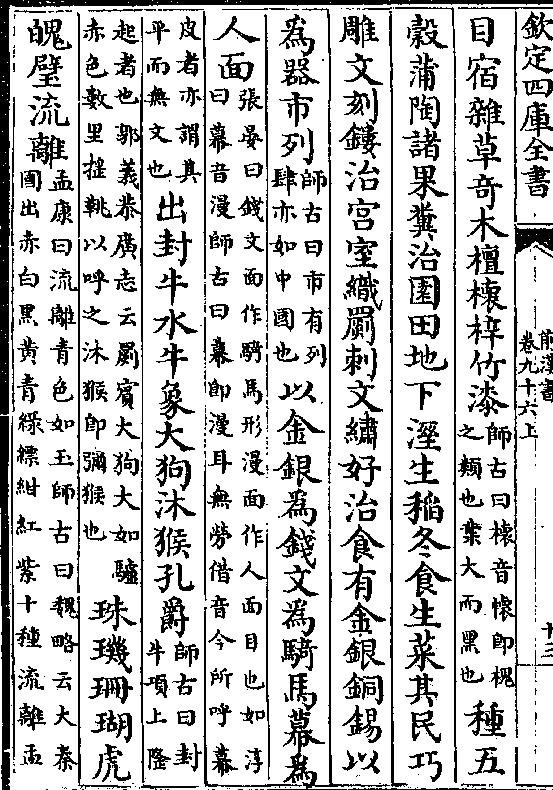 欽定四庫全書
前漢書
卷九十六上
十三
目宿雜草奇木檀櫰梓竹漆師古曰櫰音懷即槐之類也葉大而黑也種五
穀蒲陶諸果糞治園田地下溼生稻冬食生菜其民巧
雕文刻鏤治宮室織罽刺文繡好治食有金銀銅錫以
為器市列師古曰市有列肆亦如中國也以金銀為錢文為騎馬幕為
人面張晏曰錢文面作騎馬形漫面作人面目也如淳曰幕音漫師古曰幕即漫耳無勞借音今所呼幕
皮者亦謂其平而無文也出封牛水牛象大狗沐猴孔爵師古曰封牛項上隆
起者也郭義恭廣志云罽賓大狗大如驢赤色數里搖鞉以呼之沐猴即獼猴也珠璣珊瑚虎
魄璧流離孟康曰流離青色如玉師古曰魏略云大秦國出赤白黑黃青綠縹紺紅紫十種流離孟